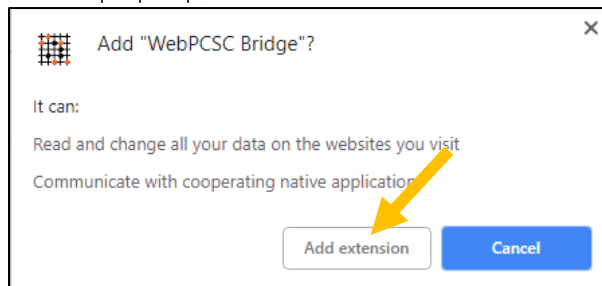 Add "WebPCSC Bridge"?
It can:
Read and change all your data on the websites you visit
Communicate with cooperating native application
Add extension
Cancel